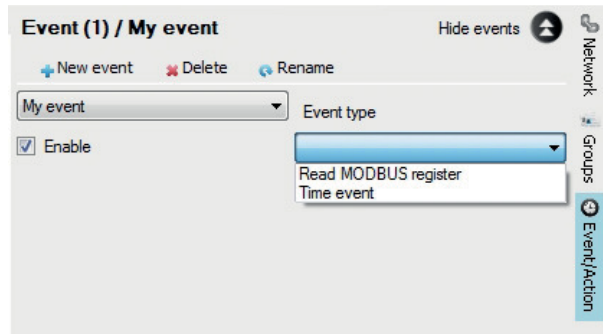 Event (1) / My event
Hide events
New event Delete Rename
My event
Event type
Enable
Read MODBUS register
Time event
Network
Groups
Event/Action